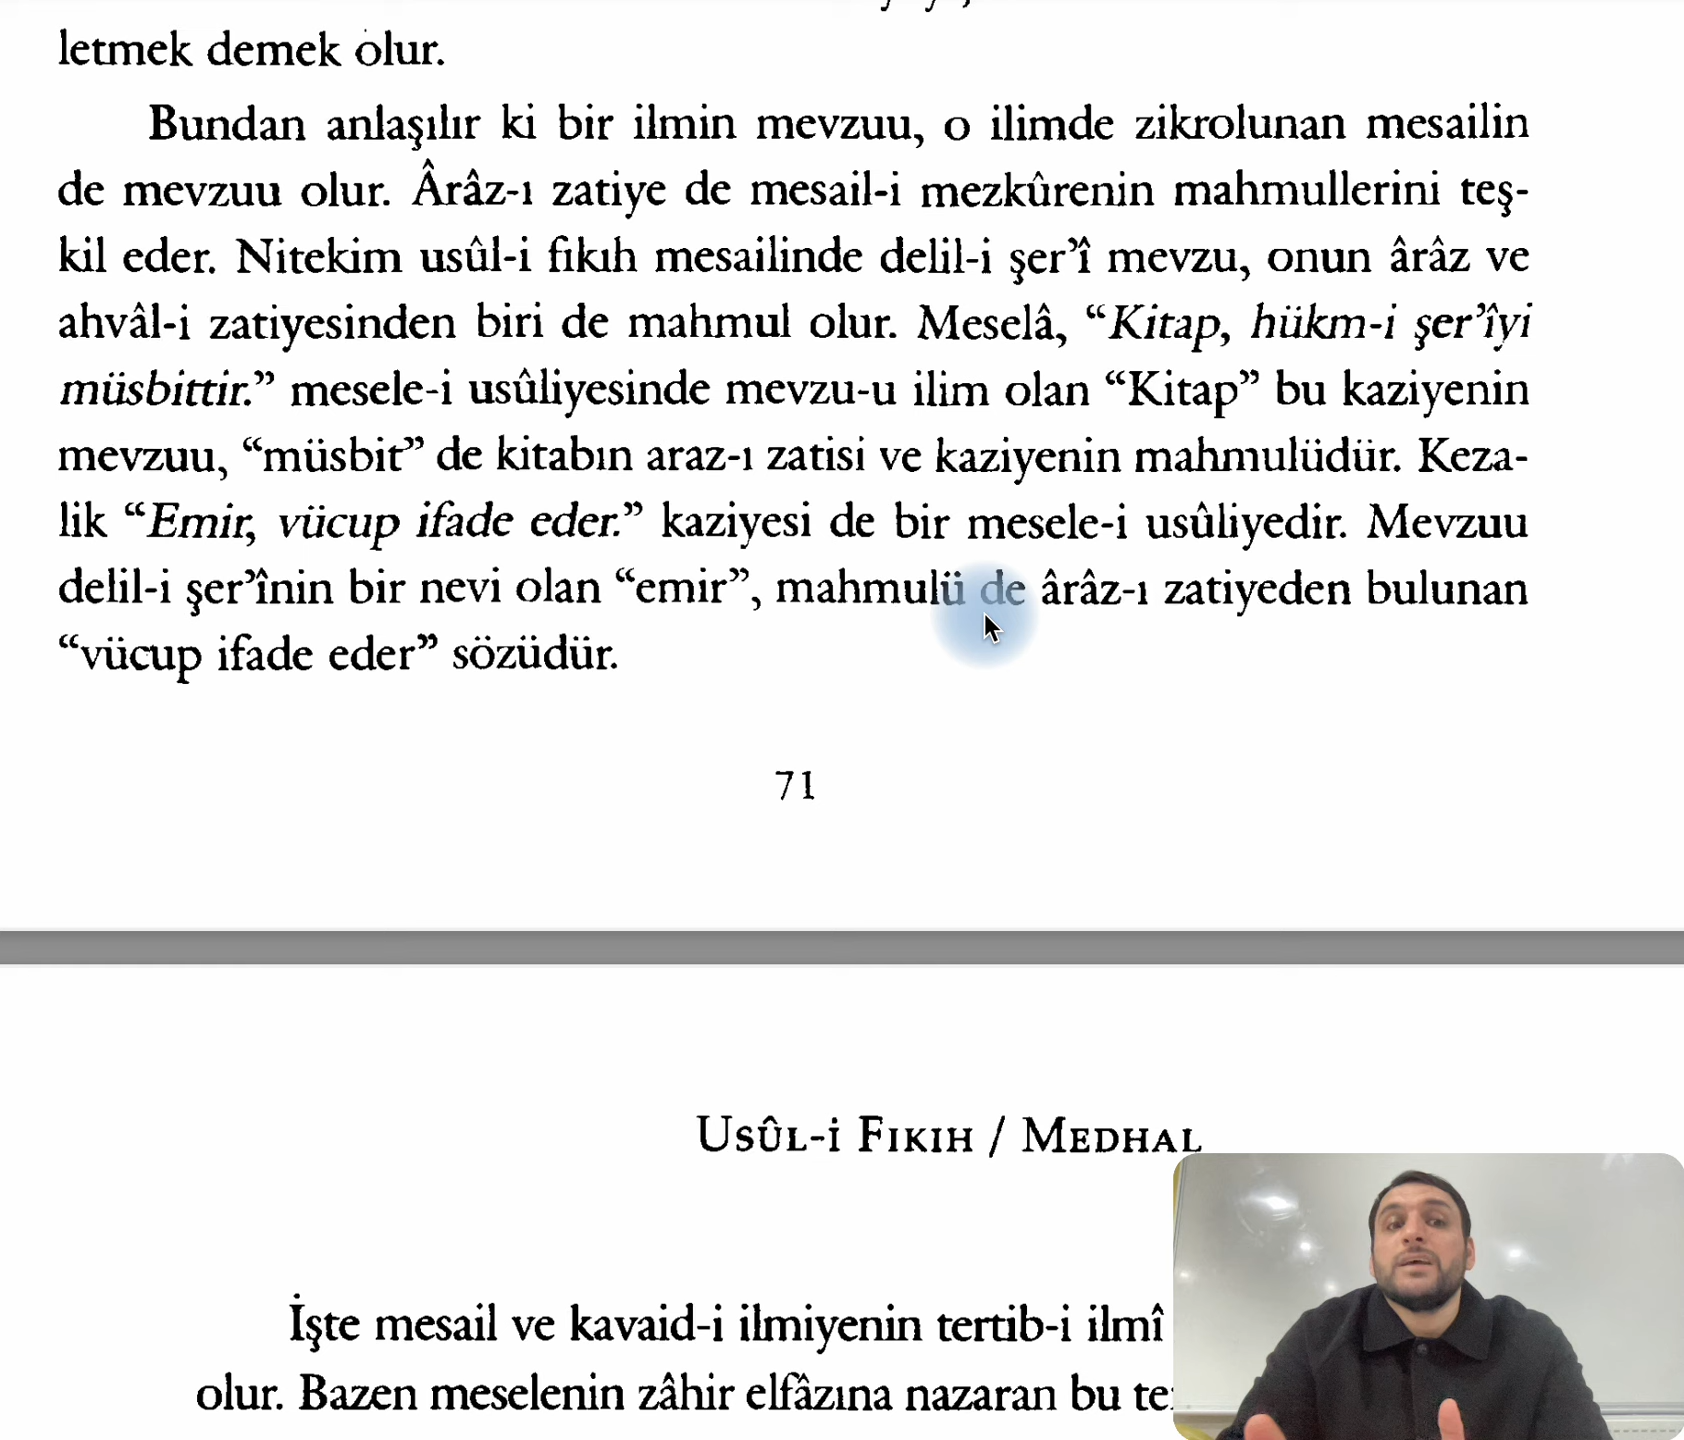 letmek demek olur.
Bundan anlaşılır ki bir ilmin mevzuu, o ilimde zikrolunan mesailin
de mevzuu olur. Ârâz-ı zatiye de mesail-i mezkûrenin mahmullerini teş-
kil eder. Nitekim usûl-i fıkıh mesailinde delil-i şer’î mevzu, onun ârâz ve
ahvâl-i zatiyesinden biri de mahmul olur. Meselâ, “Kitap, hükm-i şer’îyi
müsbittir.” mesele-i usûliyesinde mevzu-u ilim olan “Kitap” bu kaziyenin
mevzuu, “müsbit” de kitabın araz-ı zatisi ve kaziyenin mahmulüdür. Keza-
lik “Emir, vücup ifade eder.” kaziyesi de bir mesele-i usûliyedir. Mevzuu
delil-i şer’înin bir nevi olan “emir”, mahmulü de ârâz-ı zatiyeden bulunan
“vücup ifade eder” sözüdür.
71
USÛL-İ FIKIH / MEDHAL
İşte mesail ve kavaid-i ilmiyenin tertib-i ilmî
olur. Bazen meselenin zâhir elfâzına nazaran bu